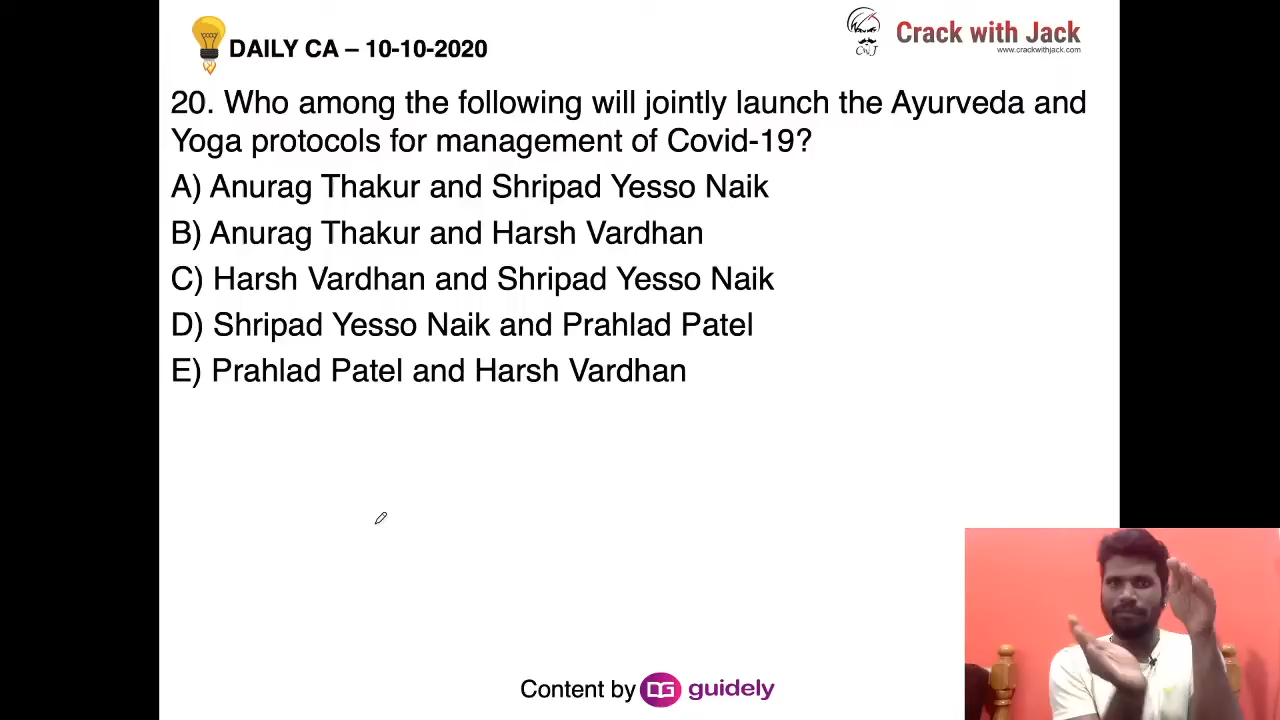 DAILY CA – 10-10-2020
Crack with Jack
www.crackwithjack.com
CwJ
20. Who among the following will jointly launch the Ayurveda and
Yoga protocols for management of Covid-19?
A) Anurag Thakur and Shripad Yesso Naik
B) Anurag Thakur and Harsh Vardhan
C) Harsh Vardhan and Shripad Yesso Naik
D) Shripad Yesso Naik and Prahlad Patel
E) Prahlad Patel and Harsh Vardhan
Content by DG guidely